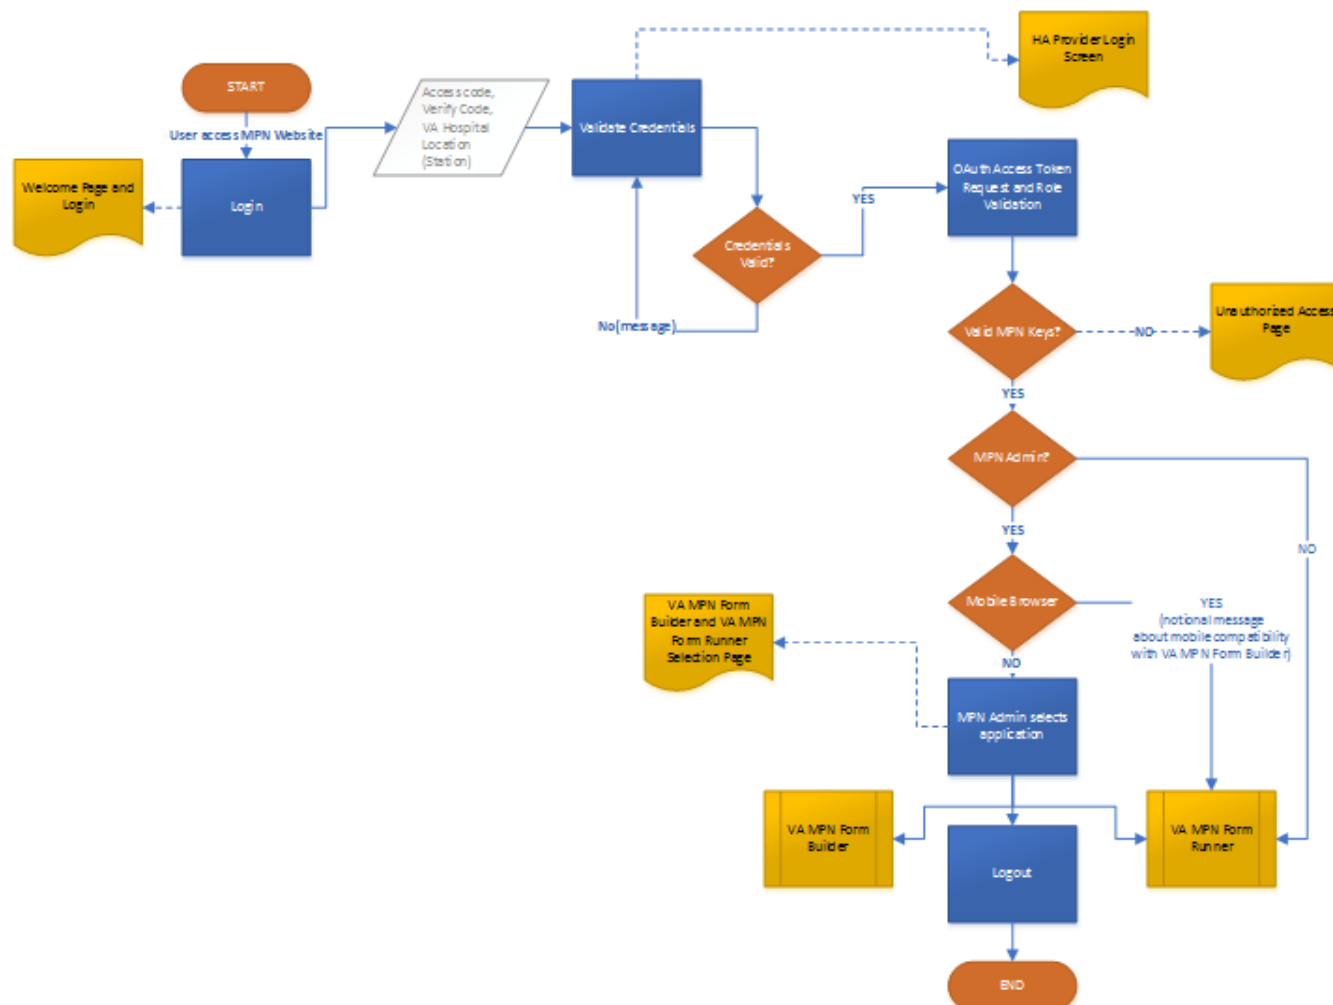 START
User access MPN Website
Welcome Page and
Login
Login
Access code,
Verify Code,
VA Hospital
Location
(Station)
Validate Credentials
HA Provider Login
Screen
Credentials
Valid?
No(message)
YES
OAuth Access Token
Request and Role
Validation
Valid MPN Keys?
NO
Unauthorized Access
Page
YES
MPN Admin?
YES
NO
Mobile Browser
YES
(notional message
about mobile compatibility
with VA MPN Form Builder)
NO
VA MPN Form
Builder and VA MPN
Form Runner
Selection Page
MPN Admin selects
application
VA MPN Form
Builder
VA MPN Form
Runner
Logout
END